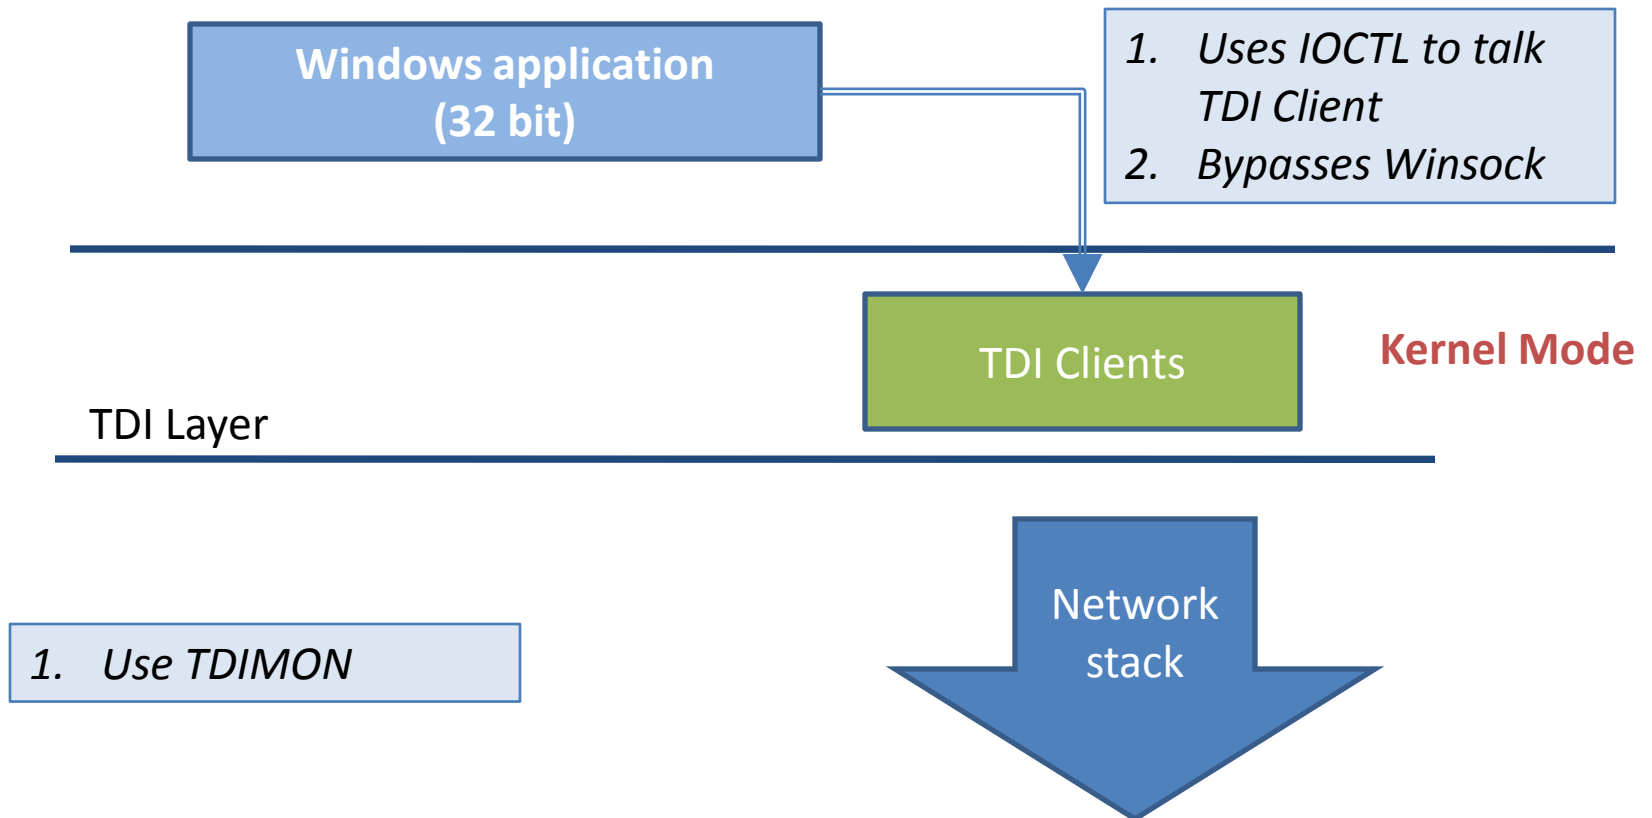 Windows application
(32 bit)
1. Uses IOCTL to talk
TDI Client
2. Bypasses Winsock
TDI Clients
Kernel Mode
TDI Layer
Network
stack
1. Use TDIMON